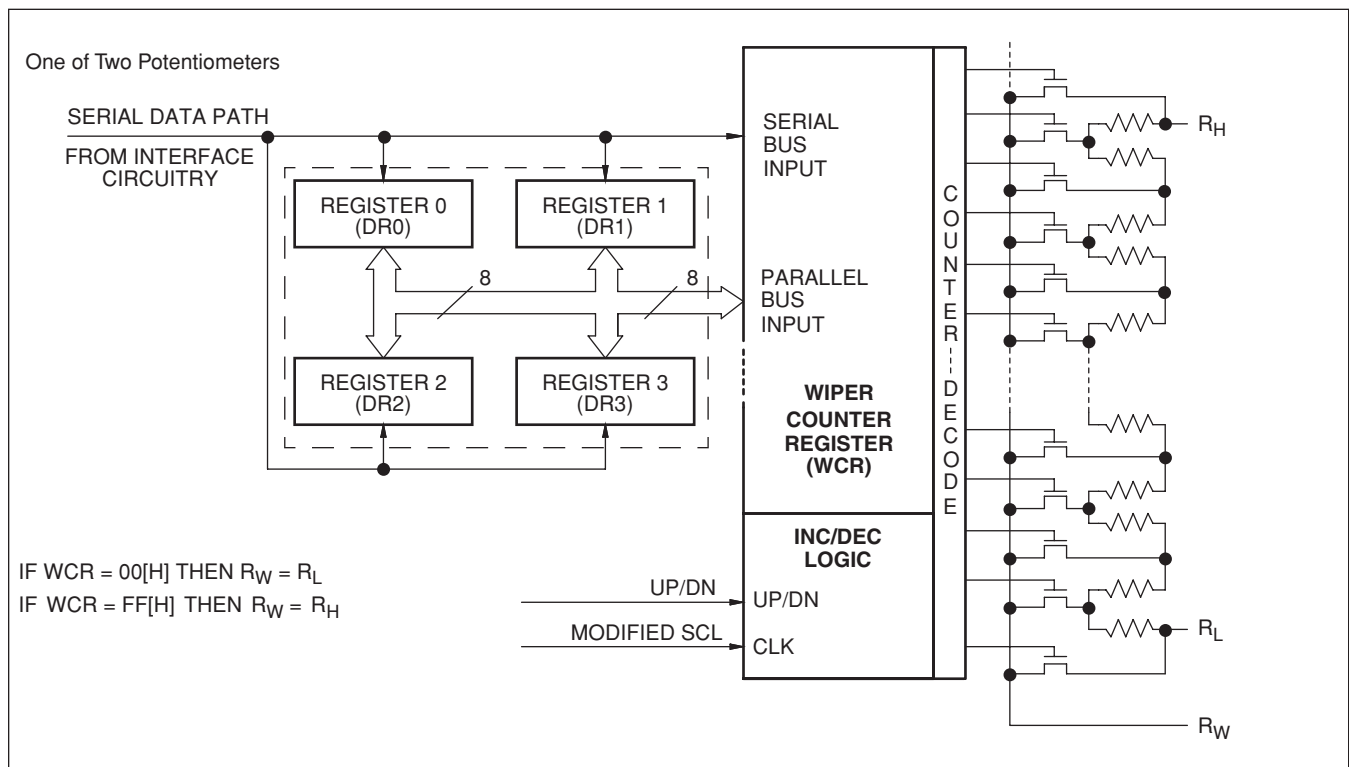 One of Two Potentiometers
SERIAL DATA PATH
FROM INTERFACE
CIRCUITRY
REGISTER 0
(DR0)
REGISTER 1
(DR1)
8
8
REGISTER 2
(DR2)
REGISTER 3
(DR3)
SERIAL
BUS
INPUT
PARALLEL
BUS
INPUT
WIPER
COUNTER
REGISTER
(WCR)
INC/DEC
LOGIC
UP/DN
UP/DN
MODIFIED SCL
CLK
COUNTER
DECODE
RH
RL
RW
IF WCR = 00[H] THEN RW = RL
IF WCR = FF[H] THEN RW = RH